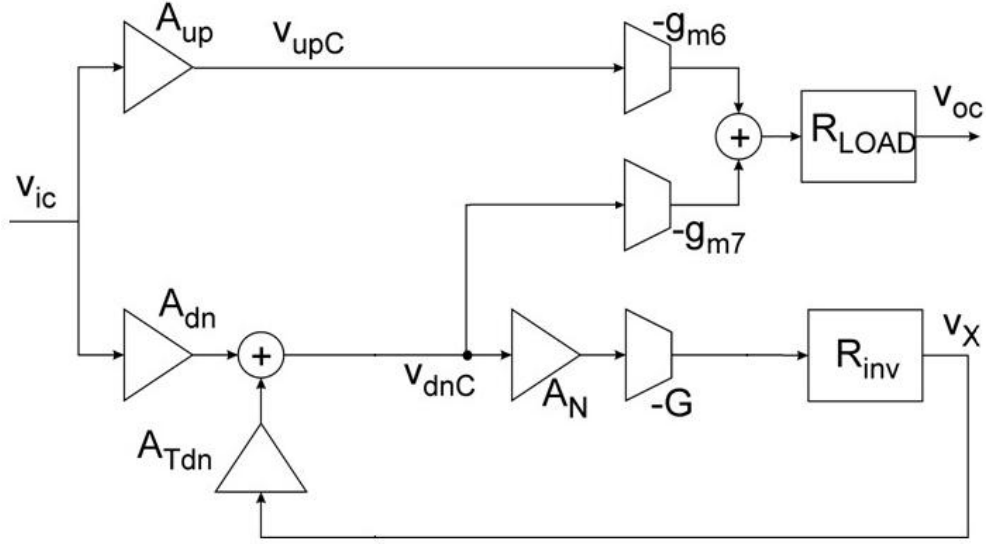 A_up
v_upC
-g_m6
+
R_LOAD
v_oc
v_ic
-g_m7
A_dn
+
v_dnC
A_N
-G
R_inv
v_X
A_Tdn